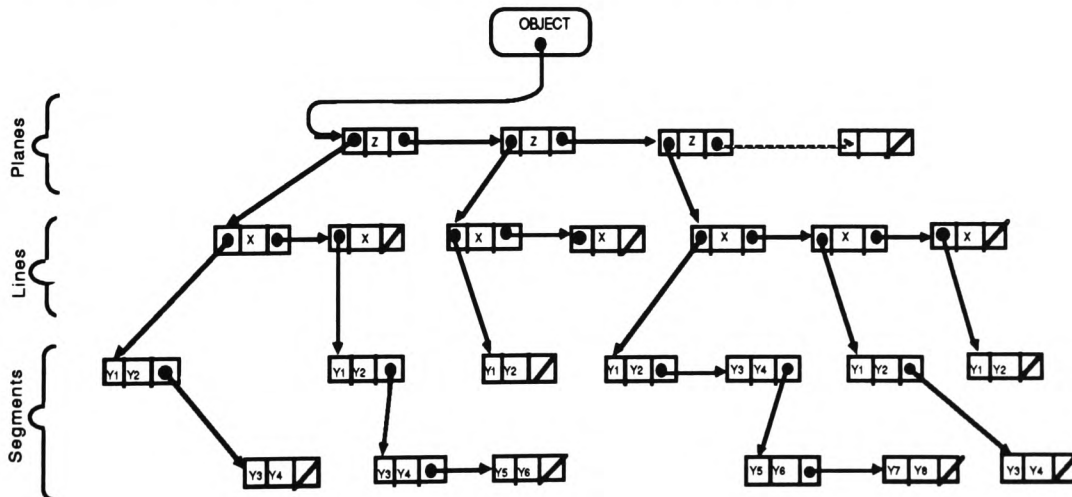 OBJECT
Planes
Z Z Z
Lines
X X X X X X X
Segments
Y1 Y2 Y1 Y2 Y1 Y2 Y1 Y2 Y3 Y4 Y1 Y2 Y1 Y2
Y3 Y4 Y3 Y4 Y5 Y6 Y5 Y6 Y7 Y8 Y3 Y4